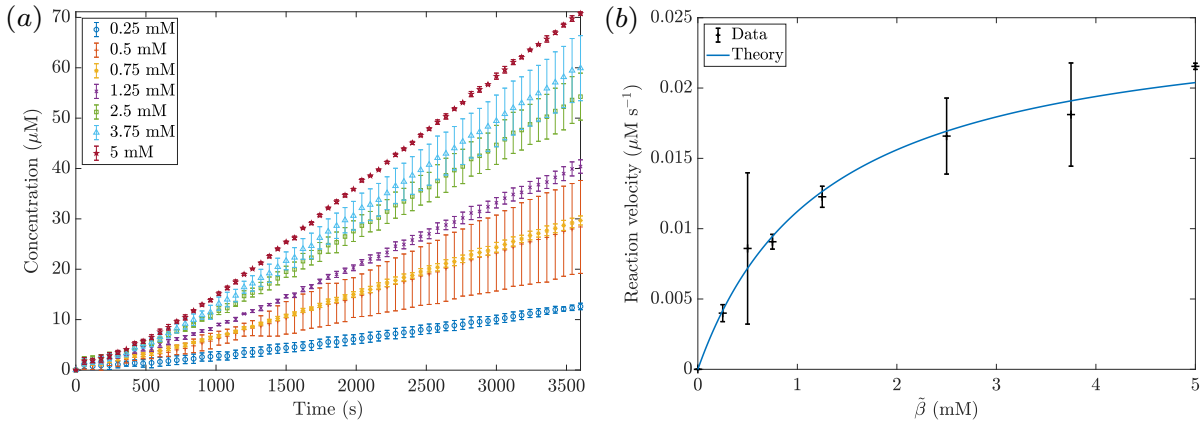 (a)
Concentration (μM)
70
60
50
40
30
20
10
0
0.25 mM
0.5 mM
0.75 mM
1.25 mM
2.5 mM
3.75 mM
5 mM
0 500 1000 1500 2000 2500 3000 3500
Time (s)
(b)
Reaction velocity (μM s⁻¹)
0.025
0.02
0.015
0.01
0.005
0
Data
Theory
0 1 2 3 4 5
β̃ (mM)